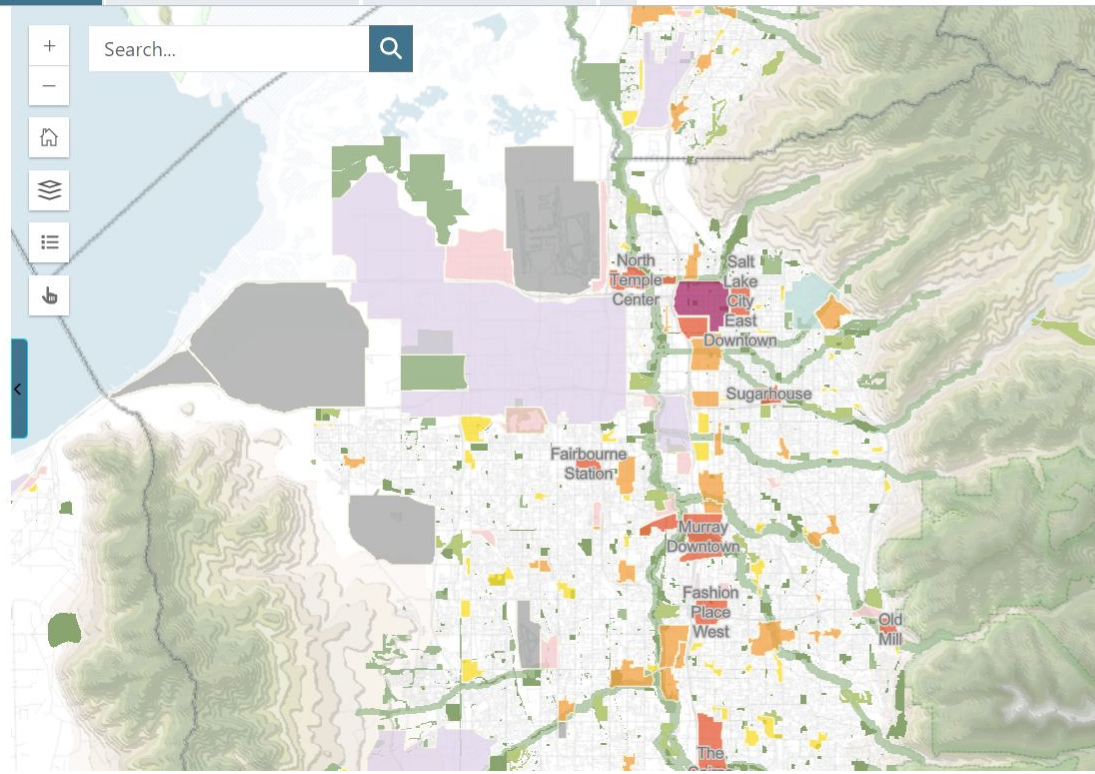 +
Search...
−
North
Temple
Center
Salt
Lake
City
East
Downtown
Sugarhouse
Fairbourne
Station
Murray
Downtown
Fashion
Place
West
Old
Mill
The